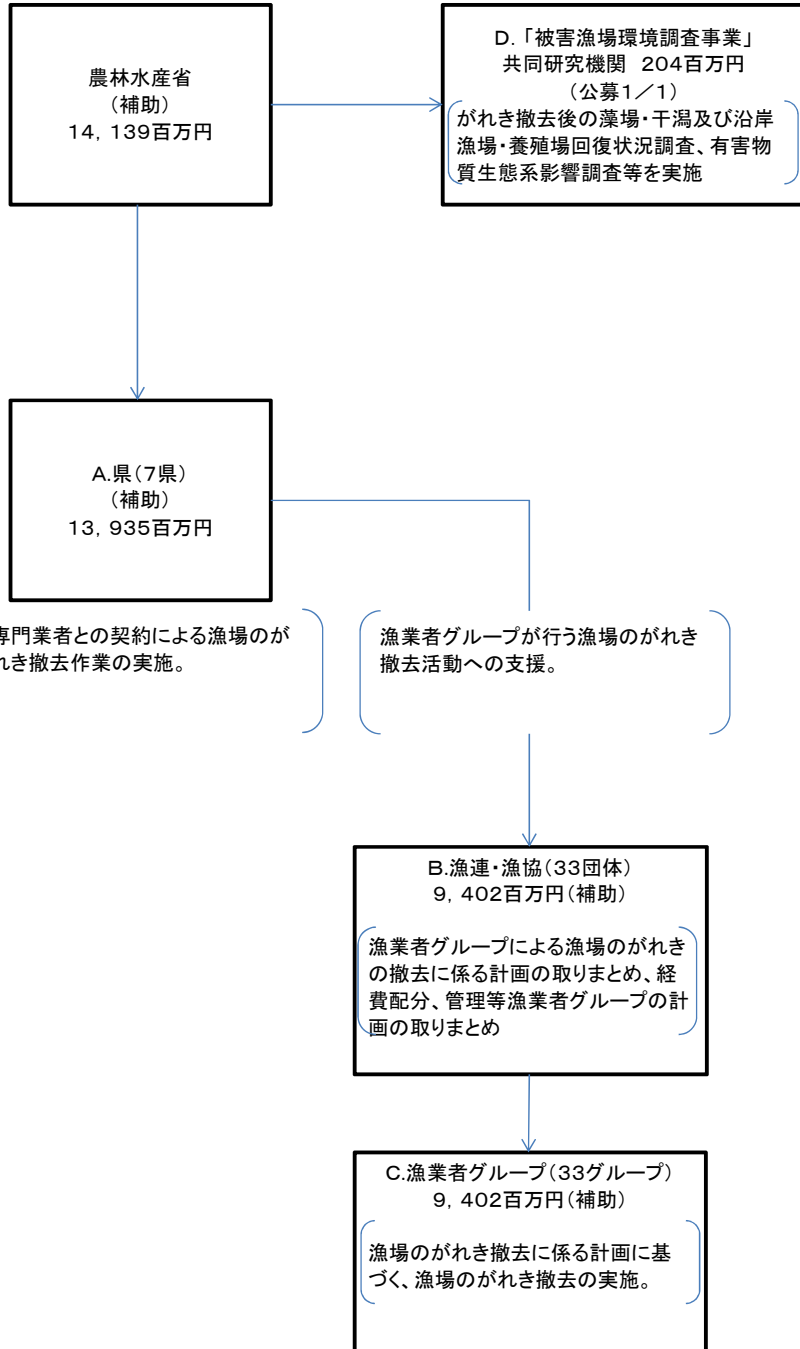 農林水産省
(補助)
14，139百万円
D．「被害漁場環境調査事業」
共同研究機関　204百万円
(公募1／1)
がれき撤去後の藻場・干潟及び沿岸
漁場・養殖場回復状況調査、有害物
質生態系影響調査等を実施
A.県(7県)
(補助)
13，935百万円
専門業者との契約による漁場のが
れき撤去作業の実施。
漁業者グループが行う漁場のがれき
撤去活動への支援。
B.漁連・漁協(33団体)
9，402百万円(補助)
漁業者グループによる漁場のがれき
の撤去に係る計画の取りまとめ、経
費配分、管理等漁業者グループの計
画の取りまとめ
C.漁業者グループ(33グループ)
9，402百万円(補助)
漁場のがれき撤去に係る計画に基
づく、漁場のがれき撤去の実施。